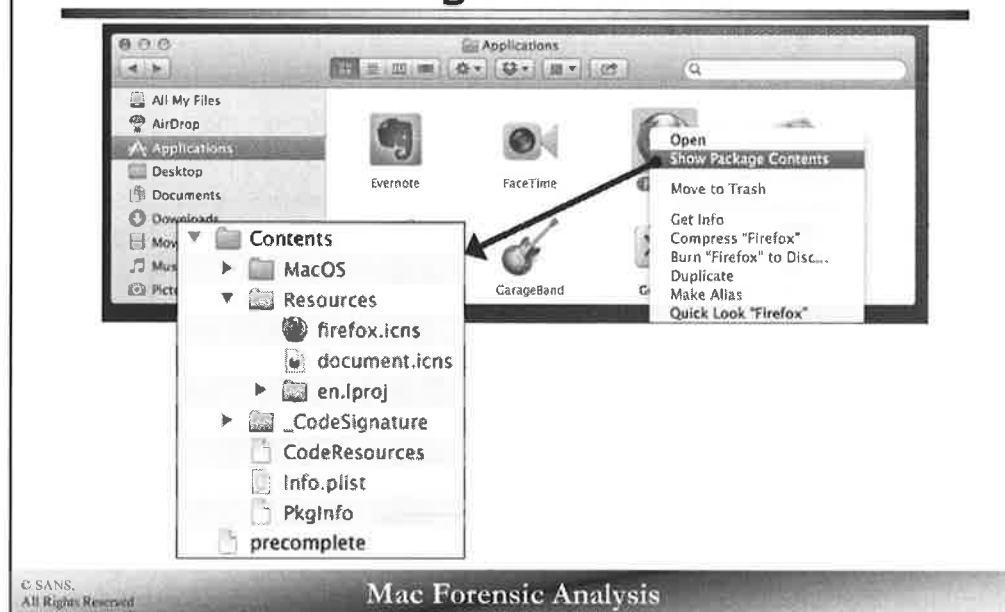 Applications
All My Files
AirDrop
Applications
Desktop
Documents
Downloads
Evernote
FaceTime
GarageBand
Open
Show Package Contents
Move to Trash
Get Info
Compress "Firefox"
Burn "Firefox" to Disc...
Duplicate
Make Alias
Quick Look "Firefox"
Contents
MacOS
Resources
firefox.icns
document.icns
en.lproj
_CodeSignature
CodeResources
Info.plist
PkgInfo
precomplete
© SANS,
All Rights Reserved
Mac Forensic Analysis